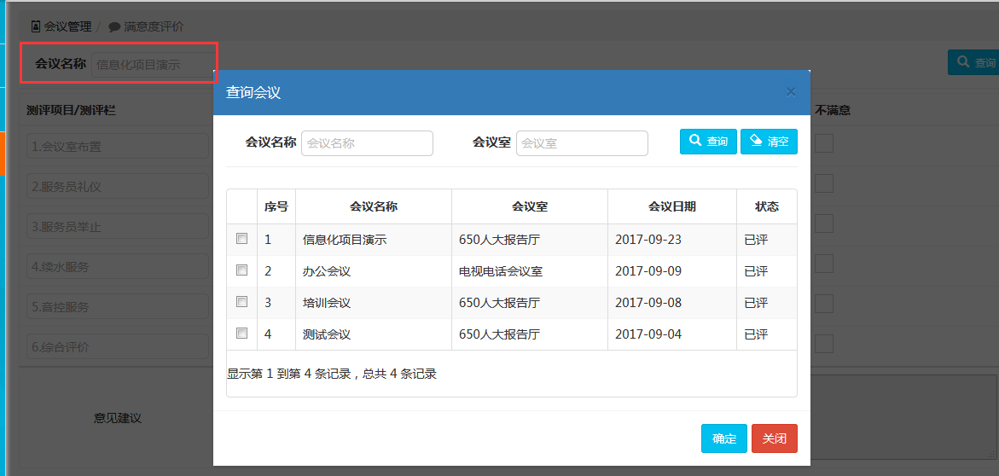 会议管理 / 满意度评价
会议名称 信息化项目演示
查询
测评项目/测评栏
不满意
1.会议室布置
2.服务员礼仪
3.服务员举止
4.续水服务
5.音控服务
6.综合评价
意见建议
查询会议 ×
会议名称 会议名称 会议室 会议室 查询 清空
序号 会议名称 会议室 会议日期 状态
1 信息化项目演示 650人大报告厅 2017-09-23 已评
2 办公会议 电视电话会议室 2017-09-09 已评
3 培训会议 650人大报告厅 2017-09-08 已评
4 测试会议 650人大报告厅 2017-09-04 已评
显示第 1 到第 4 条记录，总共 4 条记录
确定 关闭